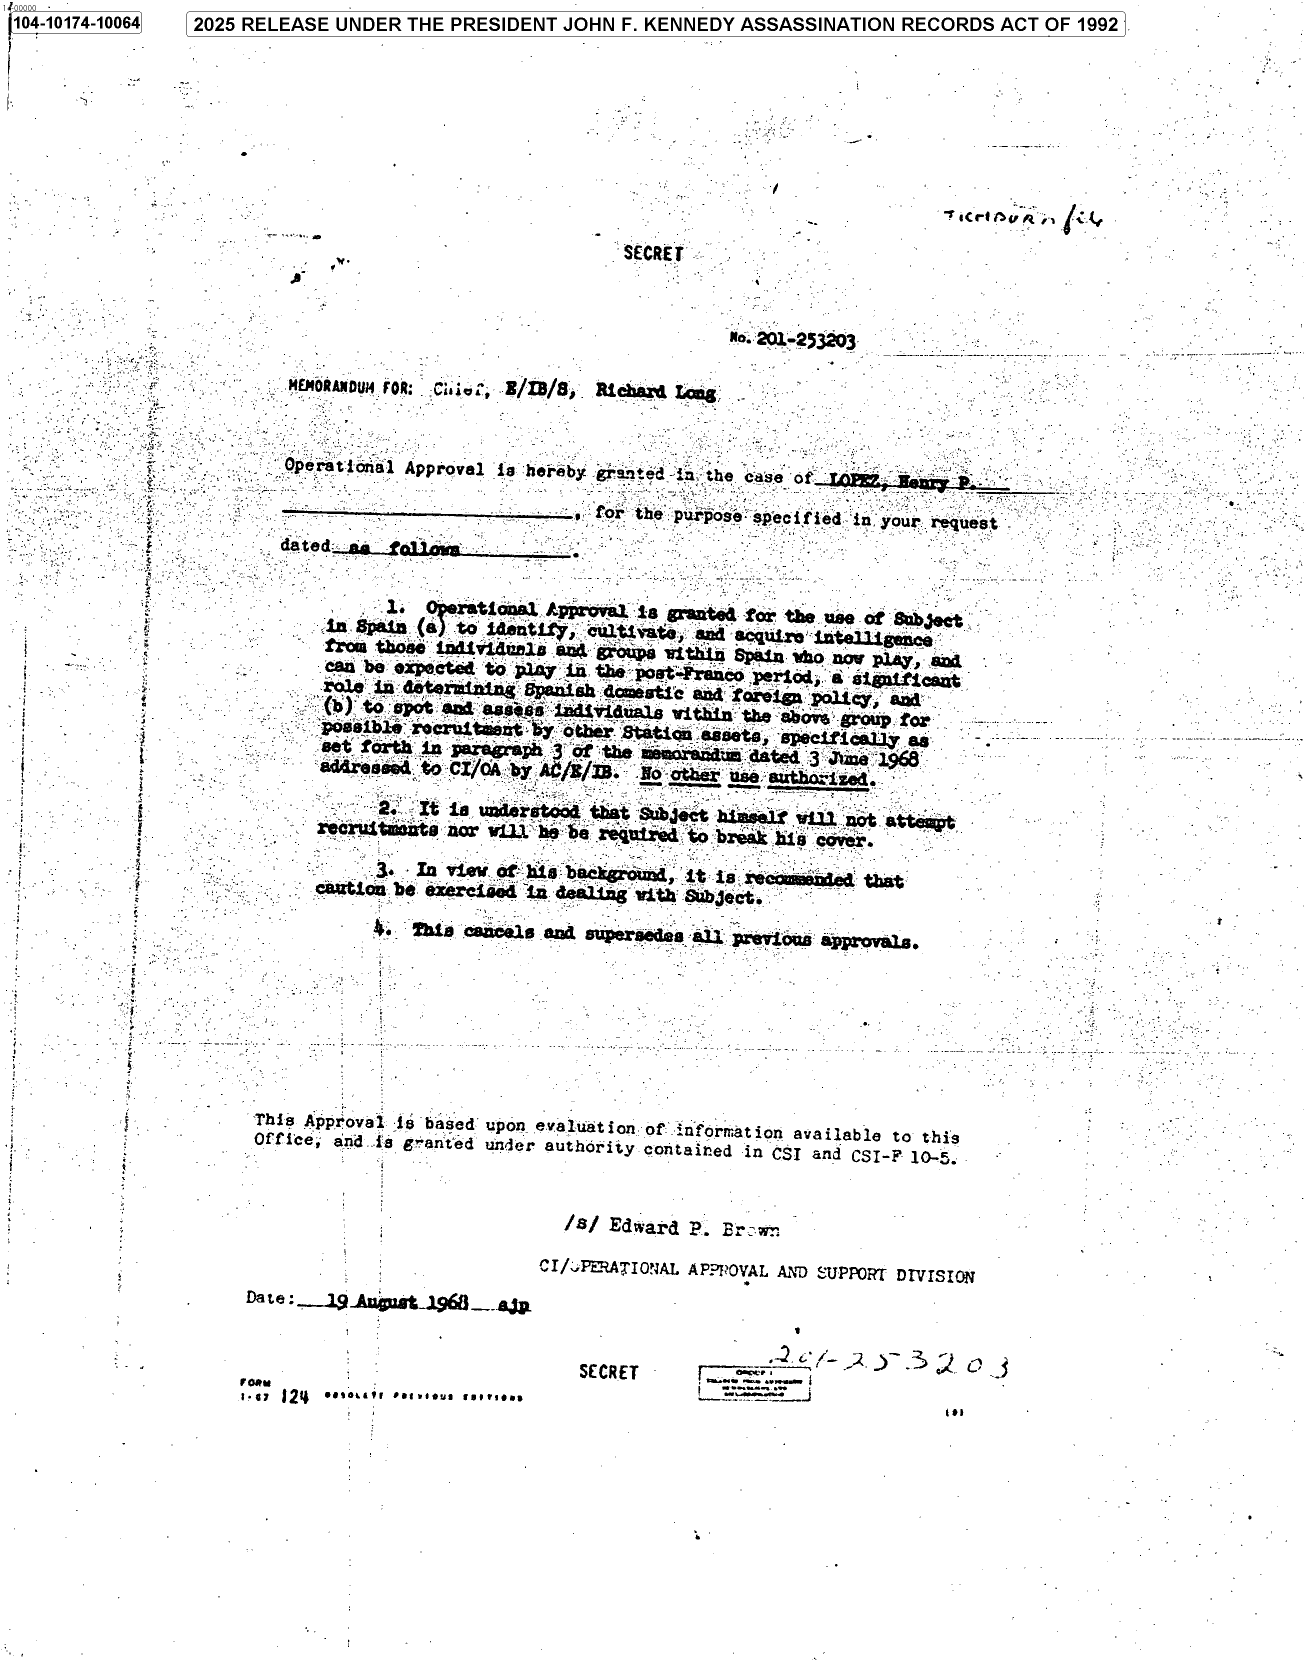 104-10174-10064
2025 RELEASE UNDER THE PRESIDENT JOHN F. KENNEDY ASSASSINATION RECORDS ACT OF 1992
file
SECRET
No. 201-253203
MEMORANDUM FOR: Chief, E/IB/S, Richard Long
Operational Approval is hereby granted in the case of LOPEZ, Henry P.
, for the purpose specified in your request
dated as follows .
1. Operational Approval is granted for the use of Subject
in Spain (a) to identify, cultivate, and acquire intelligence
from those individuals and groups within Spain who now play, and
can be expected to play in the post-Franco period, a significant
role in determining Spanish domestic and foreign policy, and
(b) to spot and assess individuals within the above group for
possible recruitment by other Station assets, specifically as
set forth in paragraph 3 of the memorandum dated 3 June 1968
addressed to CI/OA by AC/E/IB. No other use authorized.
2. It is understood that Subject himself will not attempt
recruitments nor will he be required to break his cover.
3. In view of his background, it is recommended that
caution be exercised in dealing with Subject.
4. This cancels and supersedes all previous approvals.
This Approval is based upon evaluation of information available to this
Office, and is granted under authority contained in CSI and CSI-F 10-5.
/s/ Edward P. Brown
CI/OPERATIONAL APPROVAL AND SUPPORT DIVISION
Date: 19 August 1968 ajp
201-253203
SECRET
FORM
1-67 124 OBSOLETE PREVIOUS EDITIONS